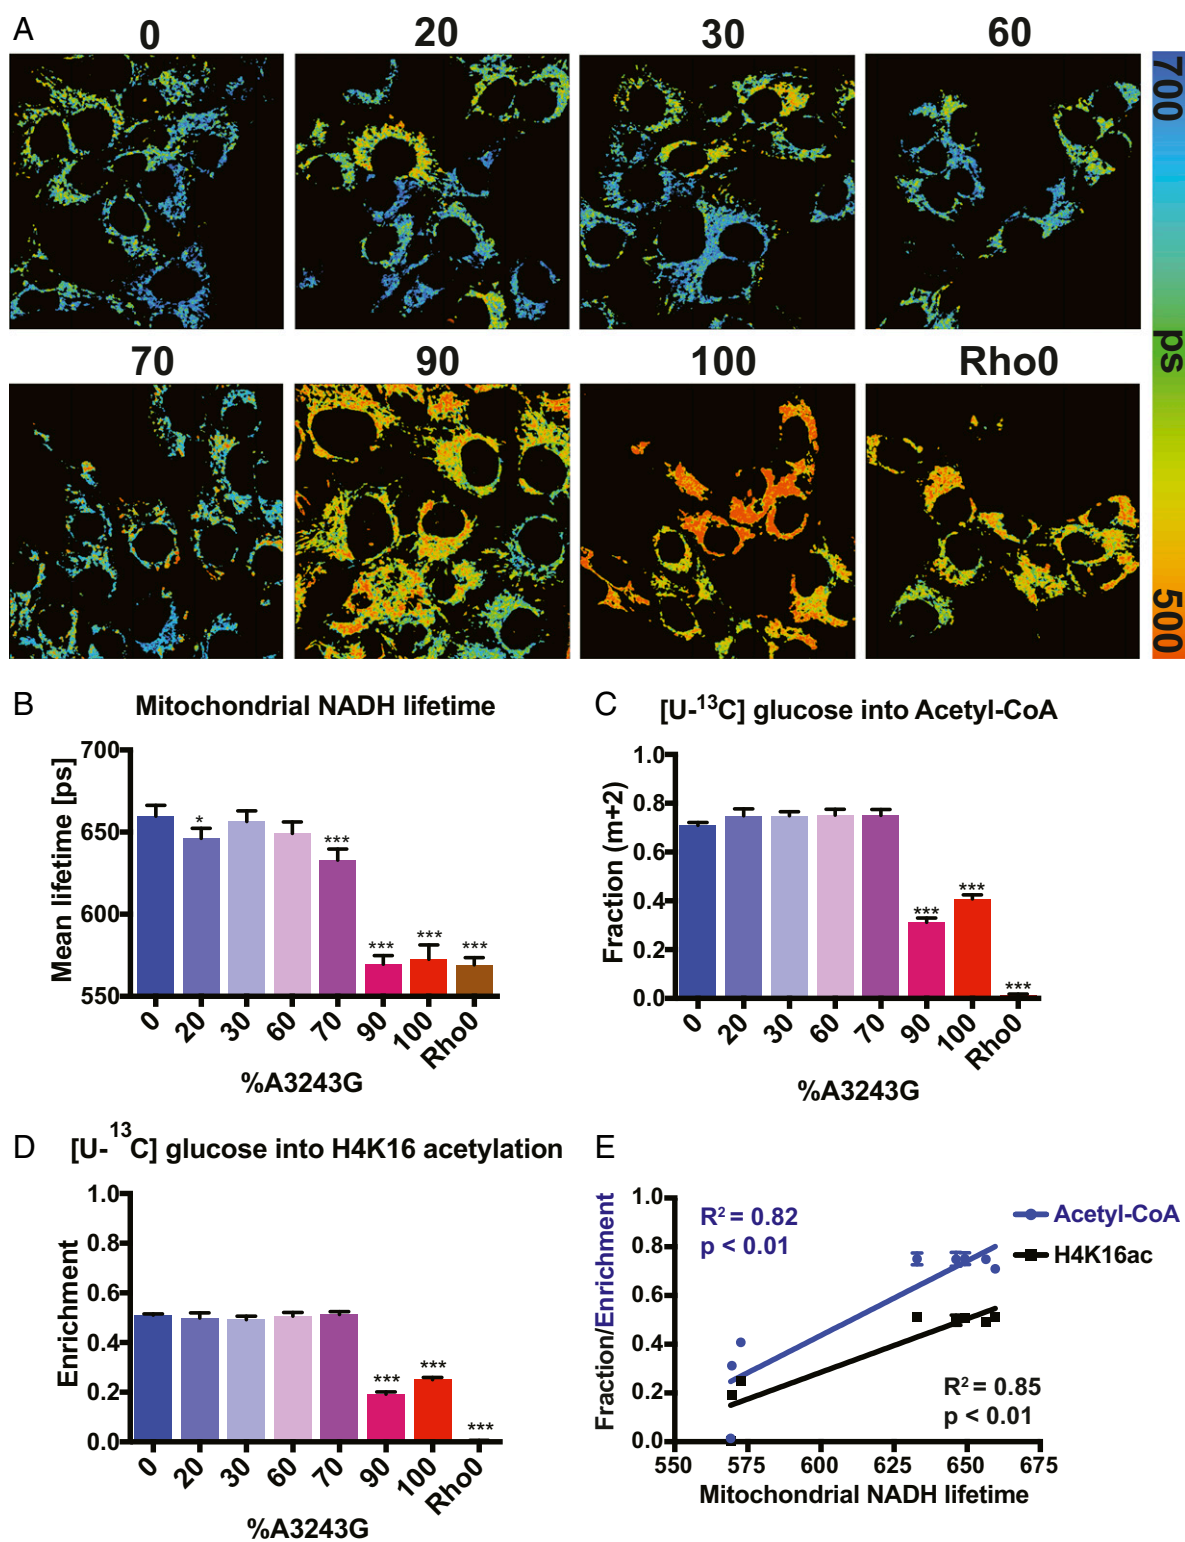 A
0 20 30 60
70 90 100 Rho0
700
ps
500
B Mitochondrial NADH lifetime
Mean lifetime [ps]
700
650
600
550
*
***
***
***
***
0 20 30 60 70 90 100 Rho0
%A3243G
C [U-¹³C] glucose into Acetyl-CoA
Fraction (m+2)
1.0
0.8
0.6
0.4
0.2
0.0
***
***
***
0 20 30 60 70 90 100 Rho0
%A3243G
D [U-¹³C] glucose into H4K16 acetylation
Enrichment
1.0
0.8
0.6
0.4
0.2
0.0
***
***
***
0 20 30 60 70 90 100 Rho0
%A3243G
E
Fraction/Enrichment
1.0
0.8
0.6
0.4
0.2
0.0
R² = 0.82
p < 0.01
Acetyl-CoA
H4K16ac
R² = 0.85
p < 0.01
550 575 600 625 650 675
Mitochondrial NADH lifetime